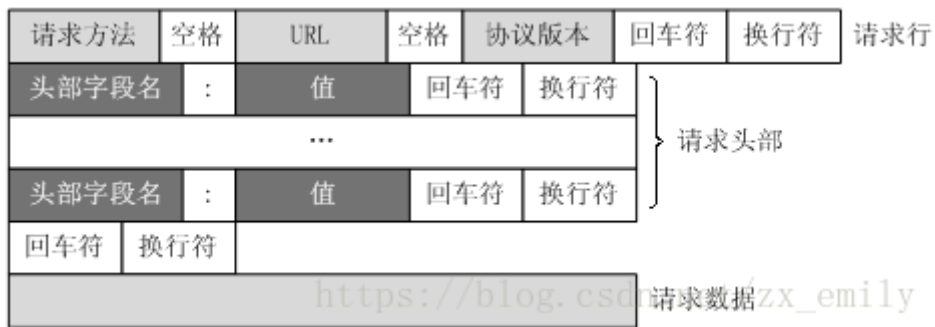 请求方法 空格 URL 空格 协议版本 回车符 换行符 请求行
头部字段名 : 值 回车符 换行符
... 请求头部
头部字段名 : 值 回车符 换行符
回车符 换行符
请求数据
https://blog.csdn.net/zx_emily